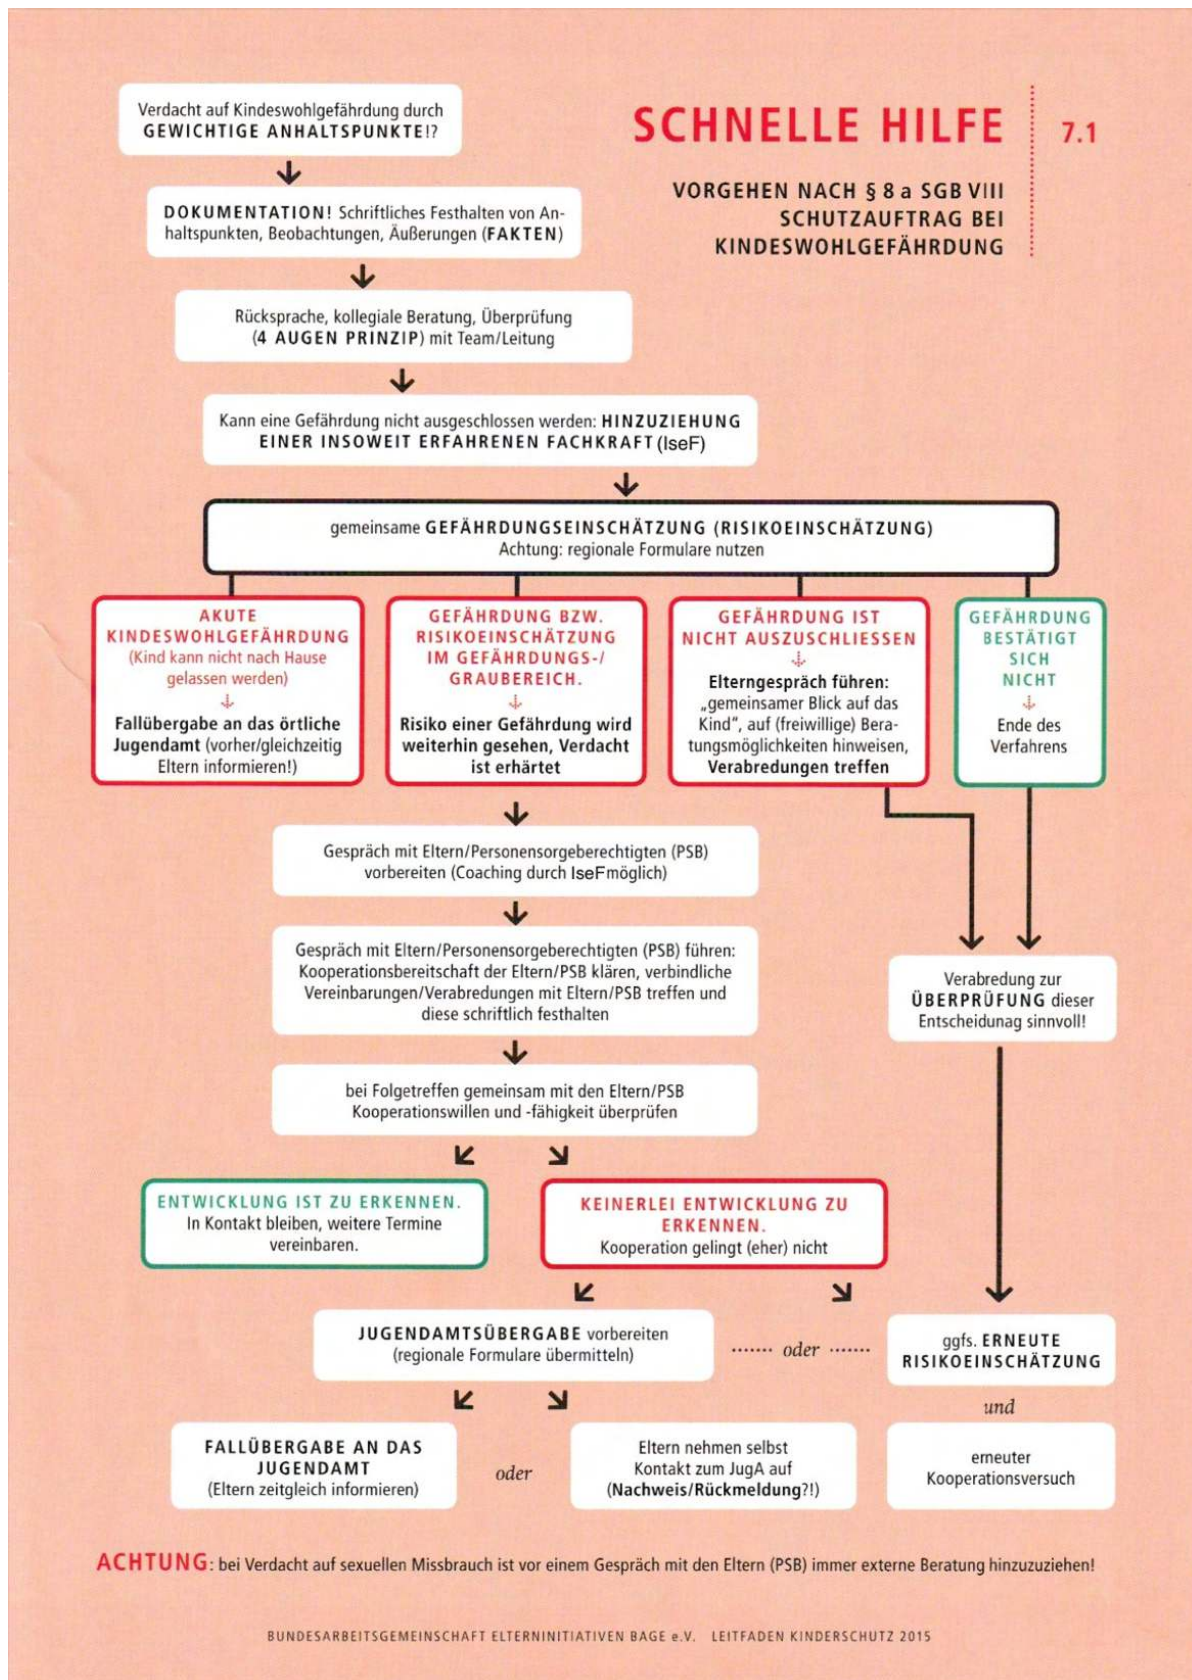 Verdacht auf Kindeswohlgefährdung durch
GEWICHTIGE ANHALTSPUNKTE!?
SCHNELLE HILFE
7.1
VORGEHEN NACH § 8 a SGB VIII
SCHUTZAUFTRAG BEI
KINDESWOHLGEFÄHRDUNG
DOKUMENTATION! Schriftliches Festhalten von An-
haltspunkten, Beobachtungen, Äußerungen (FAKTEN)
Rücksprache, kollegiale Beratung, Überprüfung
(4 AUGEN PRINZIP) mit Team/Leitung
Kann eine Gefährdung nicht ausgeschlossen werden: HINZUZIEHUNG
EINER INSOWEIT ERFAHRENEN FACHKRAFT (IseF)
gemeinsame GEFÄHRDUNGSEINSCHÄTZUNG (RISIKOEINSCHÄTZUNG)
Achtung: regionale Formulare nutzen
AKUTE
KINDESWOHLGEFÄHRDUNG
(Kind kann nicht nach Hause
gelassen werden)
Fallübergabe an das örtliche
Jugendamt (vorher/gleichzeitig
Eltern informieren!)
GEFÄHRDUNG BZW.
RISIKOEINSCHÄTZUNG
IM GEFÄHRDUNGS-/
GRAUBEREICH.
Risiko einer Gefährdung wird
weiterhin gesehen, Verdacht
ist erhärtet
GEFÄHRDUNG IST
NICHT AUSZUSCHLIESSEN
Elterngespräch führen:
„gemeinsamer Blick auf das
Kind“, auf (freiwillige) Bera-
tungsmöglichkeiten hinweisen,
Verabredungen treffen
GEFÄHRDUNG
BESTÄTIGT
SICH
NICHT
Ende des
Verfahrens
Gespräch mit Eltern/Personensorgeberechtigten (PSB)
vorbereiten (Coaching durch IseF möglich)
Gespräch mit Eltern/Personensorgeberechtigten (PSB) führen:
Kooperationsbereitschaft der Eltern/PSB klären, verbindliche
Vereinbarungen/Verabredungen mit Eltern/PSB treffen und
diese schriftlich festhalten
Verabredung zur
ÜBERPRÜFUNG dieser
Entscheidunag sinnvoll!
bei Folgetreffen gemeinsam mit den Eltern/PSB
Kooperationswillen und -fähigkeit überprüfen
ENTWICKLUNG IST ZU ERKENNEN.
In Kontakt bleiben, weitere Termine
vereinbaren.
KEINERLEI ENTWICKLUNG ZU
ERKENNEN.
Kooperation gelingt (eher) nicht
JUGENDAMTSÜBERGABE vorbereiten
(regionale Formulare übermitteln)
....... oder .......
ggfs. ERNEUTE
RISIKOEINSCHÄTZUNG
und
FALLÜBERGABE AN DAS
JUGENDAMT
(Eltern zeitgleich informieren)
oder
Eltern nehmen selbst
Kontakt zum JugA auf
(Nachweis/Rückmeldung?!)
erneuter
Kooperationsversuch
ACHTUNG: bei Verdacht auf sexuellen Missbrauch ist vor einem Gespräch mit den Eltern (PSB) immer externe Beratung hinzuzuziehen!
BUNDESARBEITSGEMEINSCHAFT ELTERNINITIATIVEN BAGE e.V. LEITFADEN KINDERSCHUTZ 2015